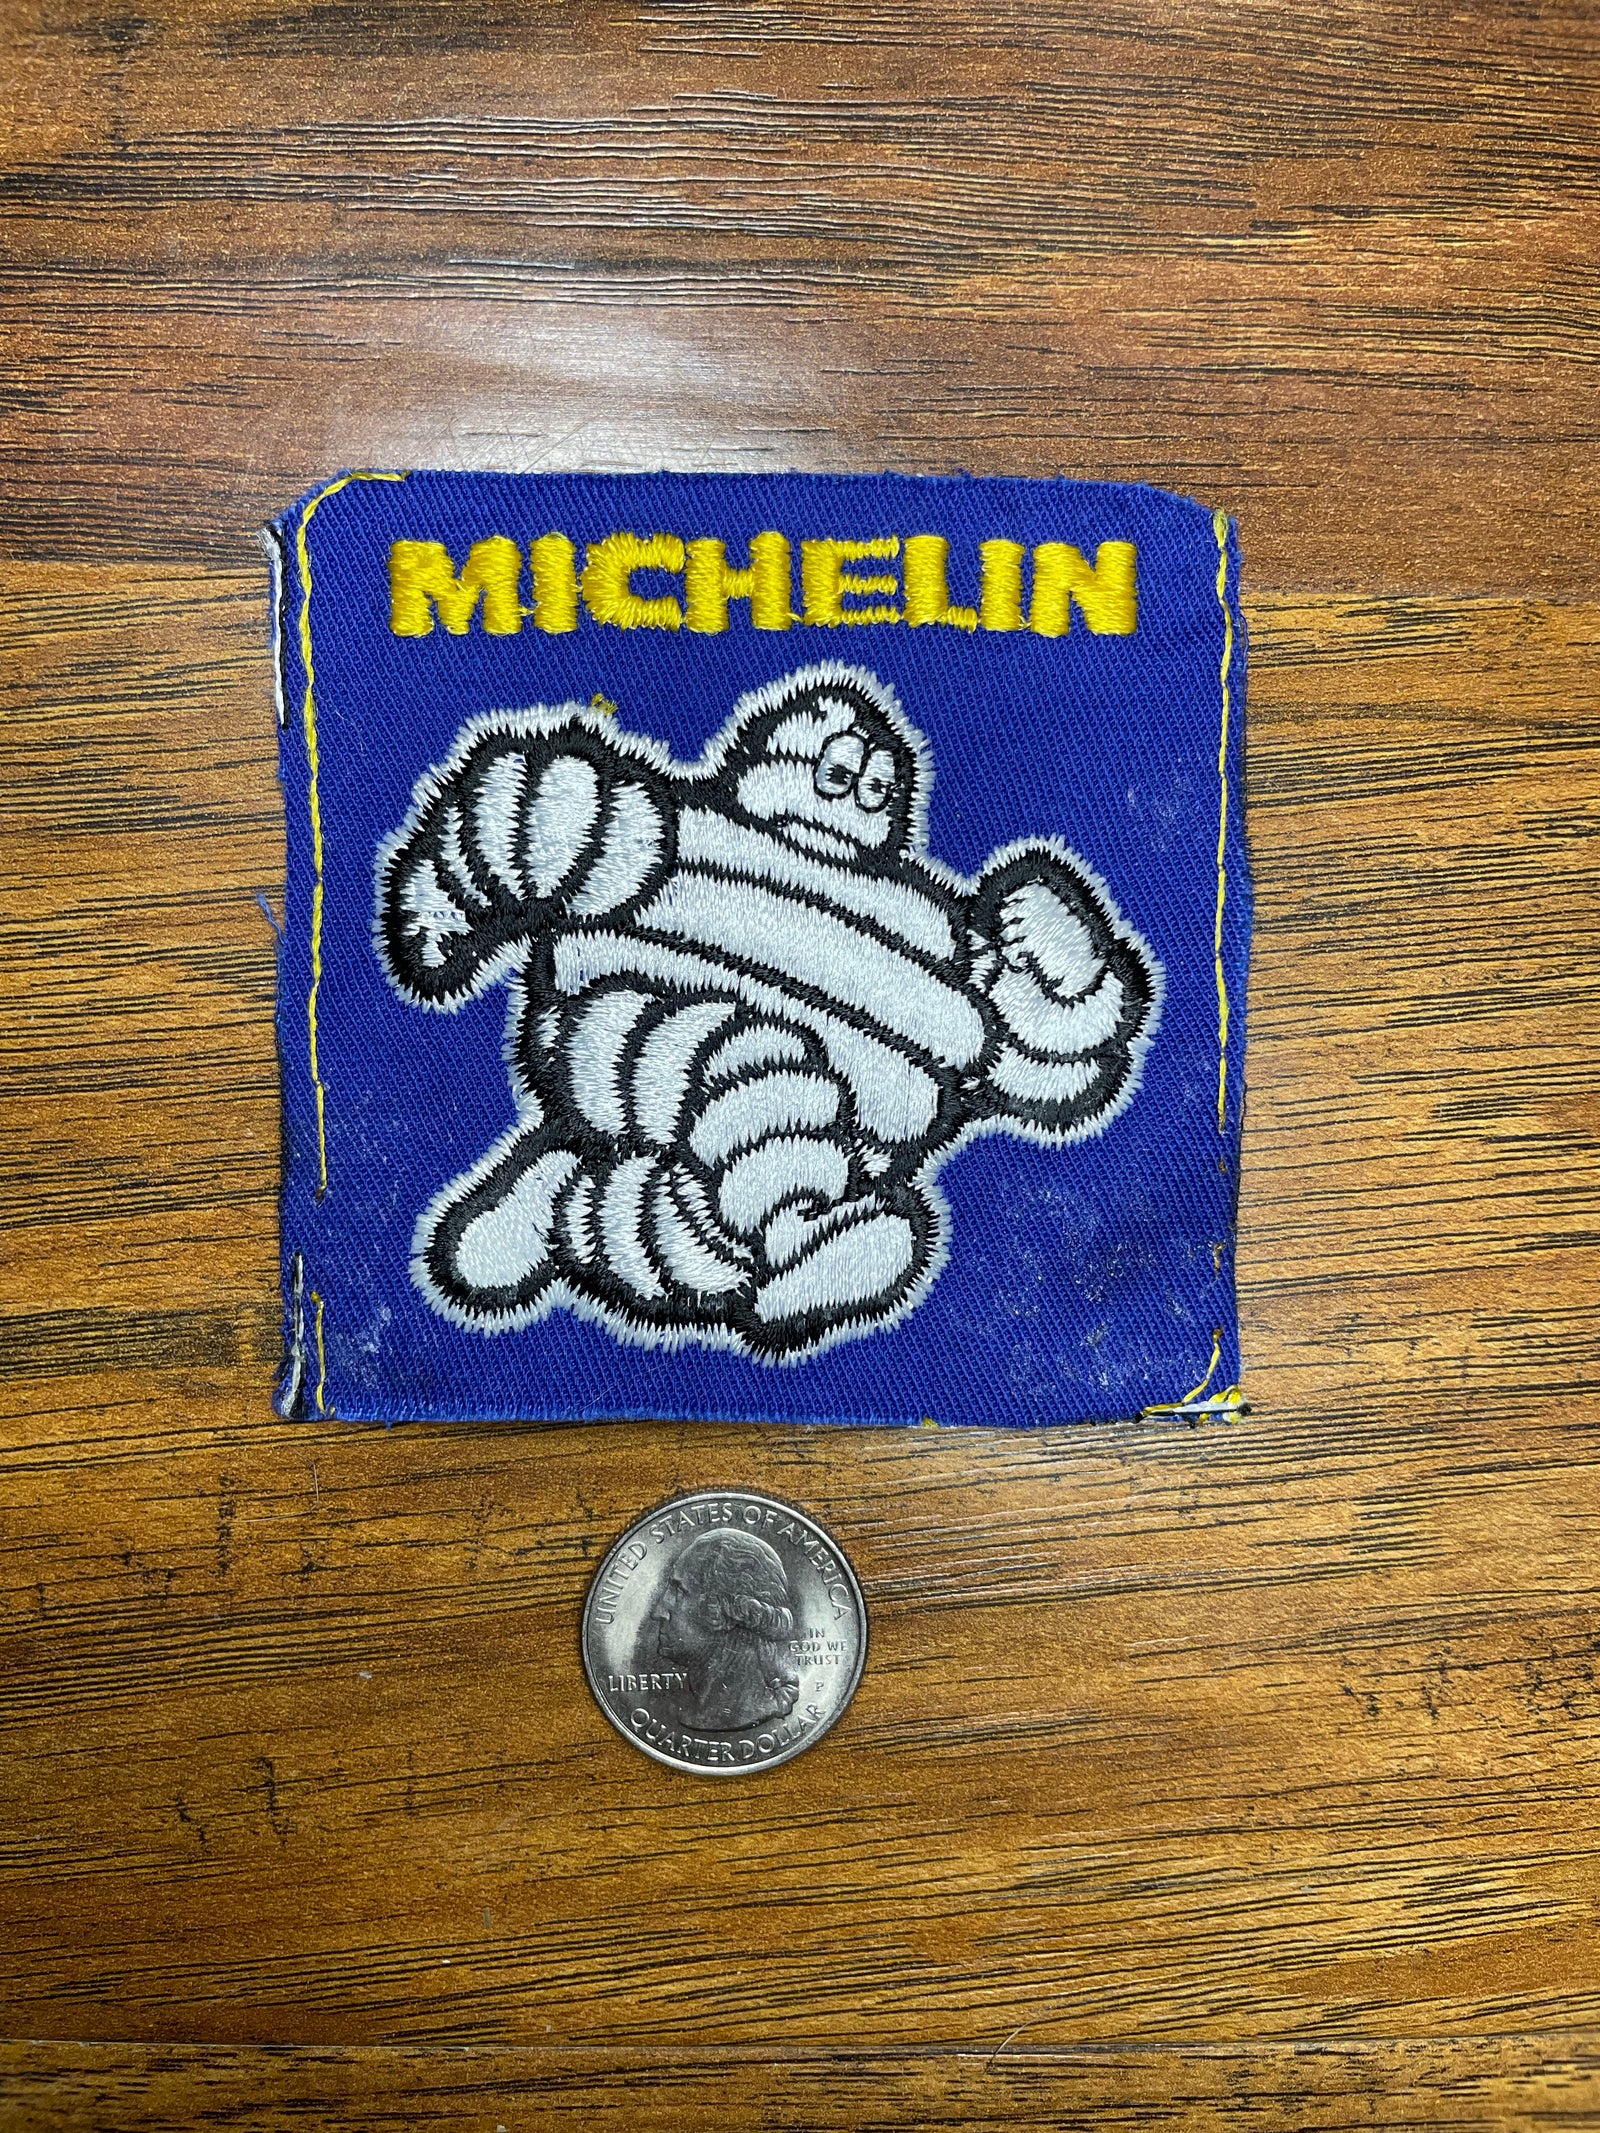 MICHELIN
UNITED STATES OF AMERICA
IN
GOD WE
TRUST
LIBERTY
P
QUARTER DOLLAR